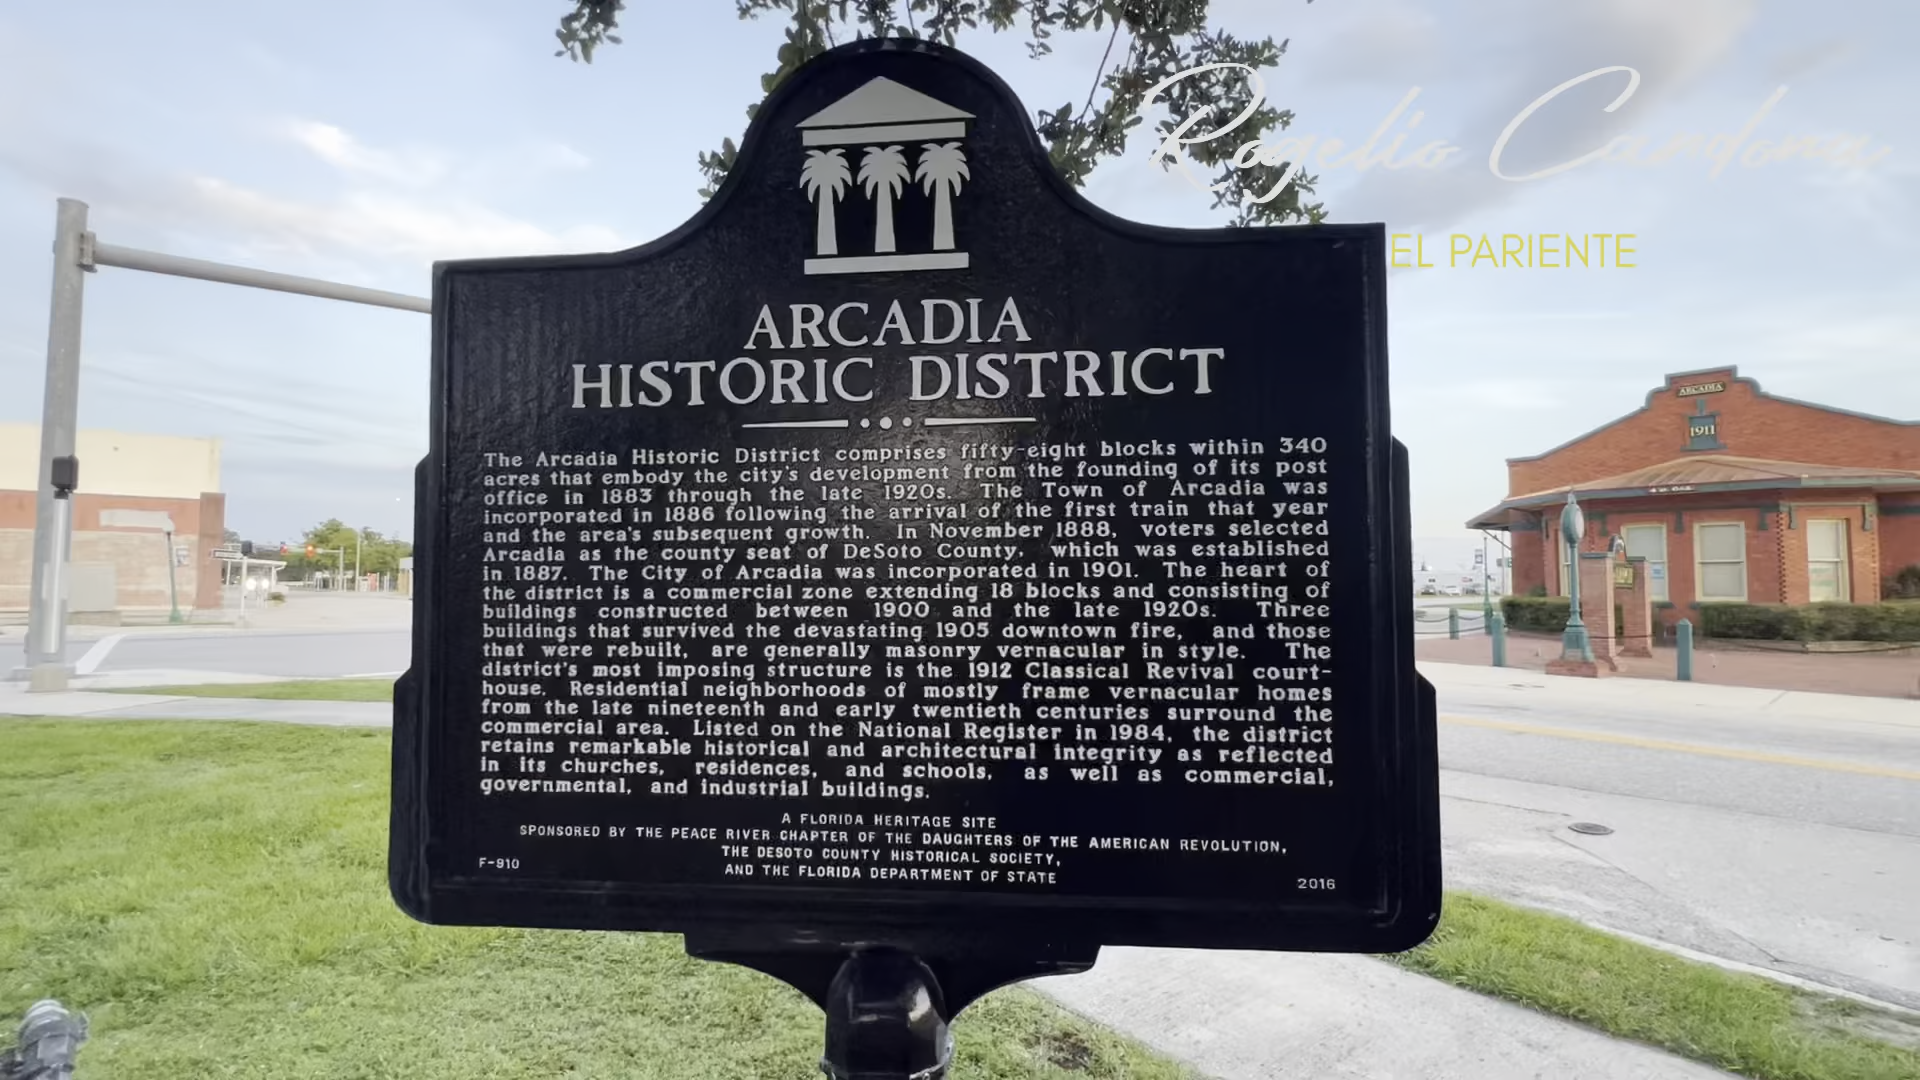 Rogelio Cardona
EL PARIENTE
ARCADIA
HISTORIC DISTRICT
The Arcadia Historic District comprises fifty-eight blocks within 340
acres that embody the city's development from the founding of its post
office in 1883 through the late 1920s. The Town of Arcadia was
incorporated in 1886 following the arrival of the first train that year
and the area's subsequent growth. In November 1888, voters selected
Arcadia as the county seat of DeSoto County, which was established
in 1887. The City of Arcadia was incorporated in 1901. The heart of
the district is a commercial zone extending 18 blocks and consisting of
buildings constructed between 1900 and the late 1920s. Three
buildings that survived the devastating 1905 downtown fire, and those
that were rebuilt, are generally masonry vernacular in style. The
district's most imposing structure is the 1912 Classical Revival court-
house. Residential neighborhoods of mostly frame vernacular homes
from the late nineteenth and early twentieth centuries surround the
commercial area. Listed on the National Register in 1984, the district
retains remarkable historical and architectural integrity as reflected
in its churches, residences, and schools, as well as commercial,
governmental, and industrial buildings.
A FLORIDA HERITAGE SITE
SPONSORED BY THE PEACE RIVER CHAPTER OF THE DAUGHTERS OF THE AMERICAN REVOLUTION,
THE DESOTO COUNTY HISTORICAL SOCIETY,
AND THE FLORIDA DEPARTMENT OF STATE
F-910
2016
ARCADIA
1911